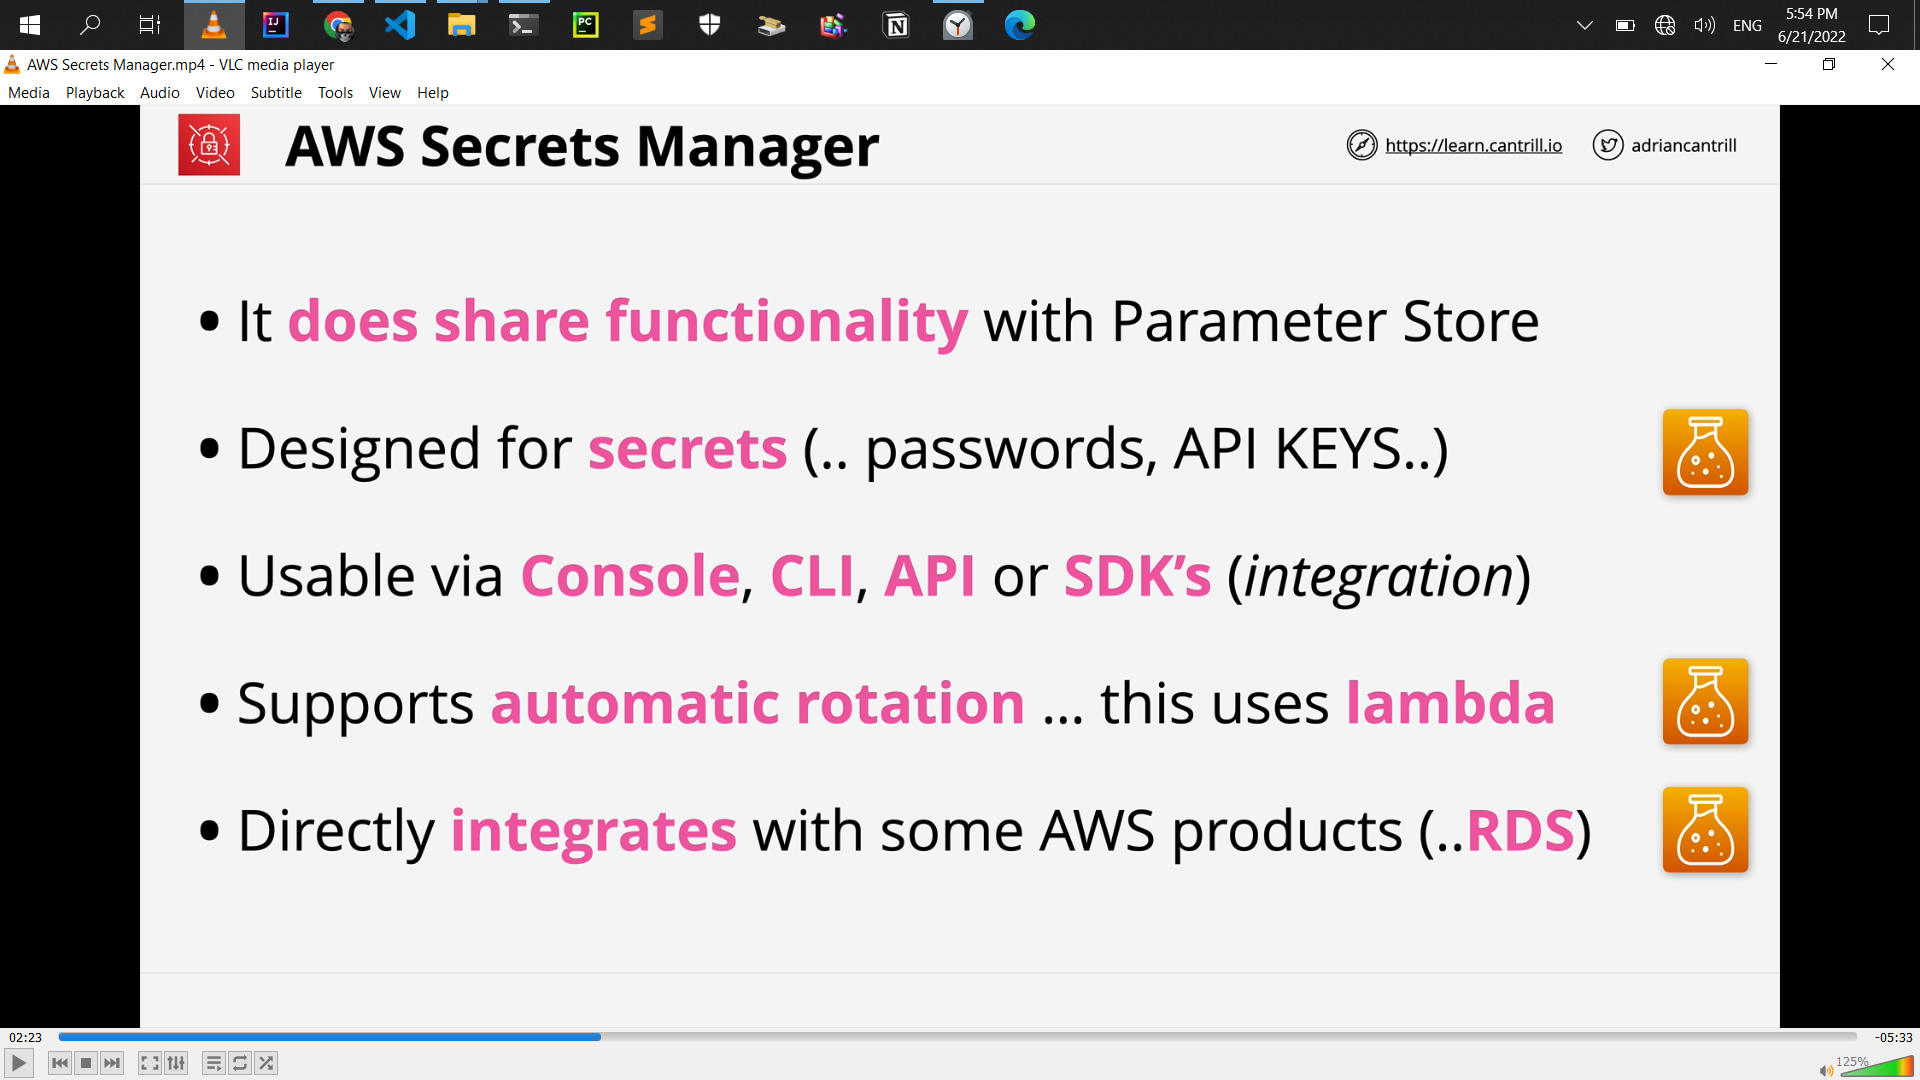 5:54 PM
ENG
6/21/2022
AWS Secrets Manager.mp4 - VLC media player
Media Playback Audio Video Subtitle Tools View Help
AWS Secrets Manager
https://learn.cantrill.io
adriancantrill
• It does share functionality with Parameter Store
• Designed for secrets (.. passwords, API KEYS..)
• Usable via Console, CLI, API or SDK’s (integration)
• Supports automatic rotation ... this uses lambda
• Directly integrates with some AWS products (..RDS)
02:23
-05:33
125%